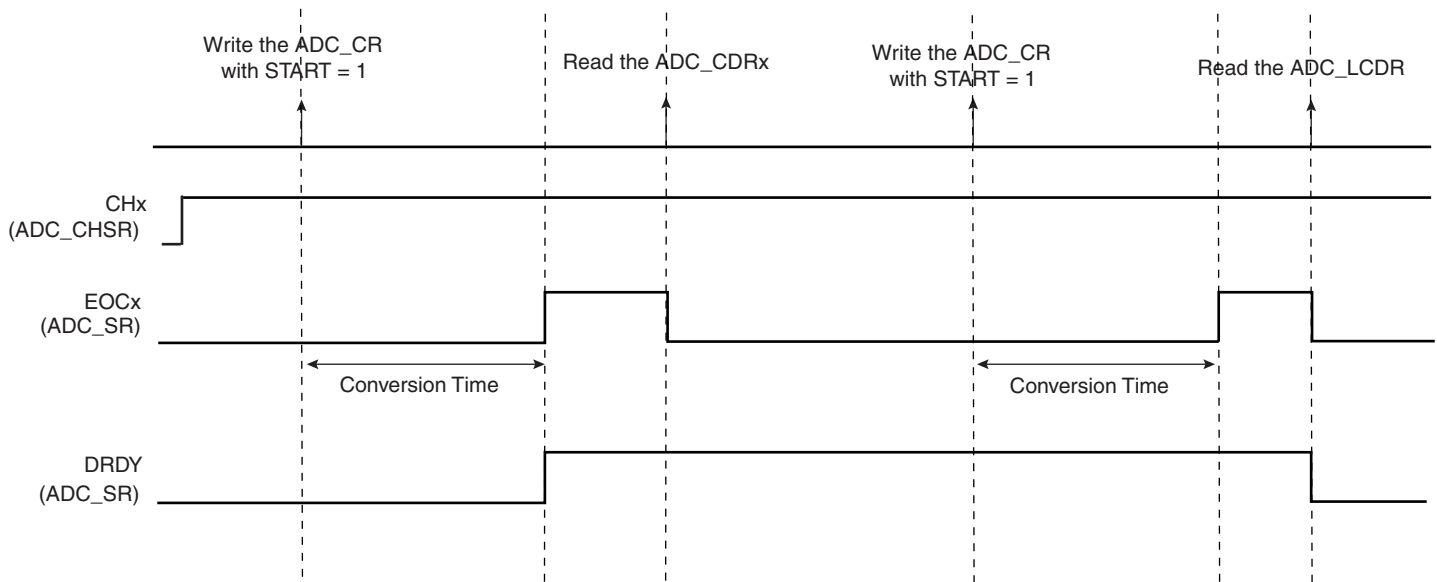 Write the ADC_CR
with START = 1
Read the ADC_CDRx
Write the ADC_CR
with START = 1
Read the ADC_LCDR
CHx
(ADC_CHSR)
EOCx
(ADC_SR)
Conversion Time
Conversion Time
DRDY
(ADC_SR)